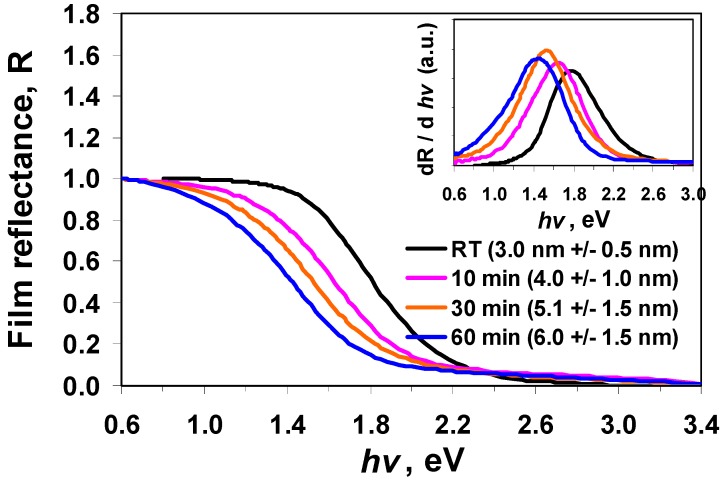 1.8
1.6
1.4
1.2
1.0
0.8
0.6
0.4
0.2
0.0
Film reflectance, R
0.6 1.0 1.4 1.8 2.2 2.6 3.0 3.4
hν, eV
dR / d hν (a.u.)
0.6 1.0 1.4 1.8 2.2 2.6 3.0
hν, eV
RT (3.0 nm +/- 0.5 nm)
10 min (4.0 +/- 1.0 nm)
30 min (5.1 +/- 1.5 nm)
60 min (6.0 +/- 1.5 nm)